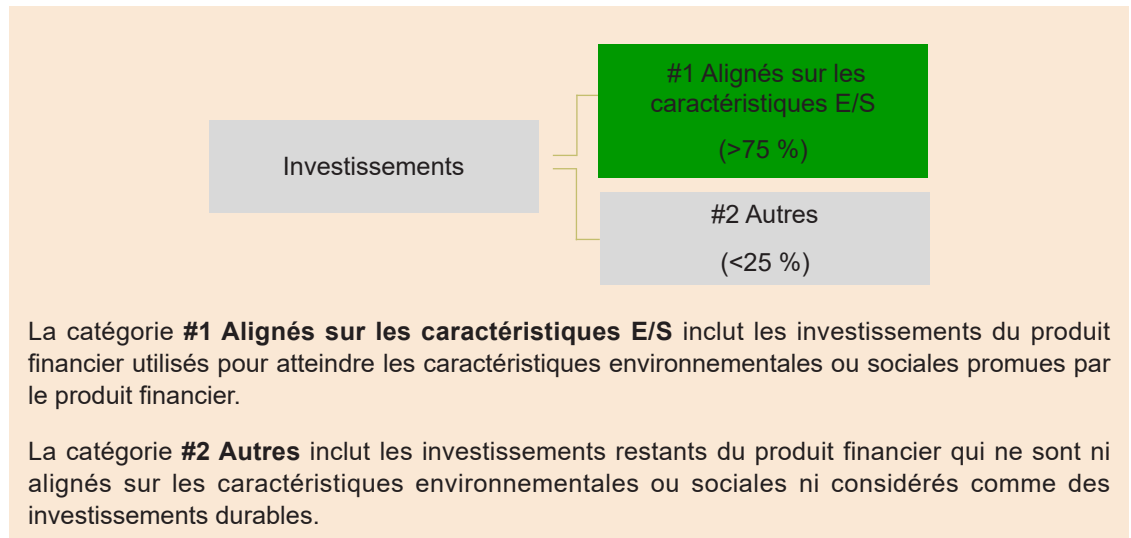 #1 Alignés sur les
caractéristiques E/S
(>75 %)
Investissements
#2 Autres
(<25 %)
La catégorie #1 Alignés sur les caractéristiques E/S inclut les investissements du produit
financier utilisés pour atteindre les caractéristiques environnementales ou sociales promues par
le produit financier.
La catégorie #2 Autres inclut les investissements restants du produit financier qui ne sont ni
alignés sur les caractéristiques environnementales ou sociales ni considérés comme des
investissements durables.